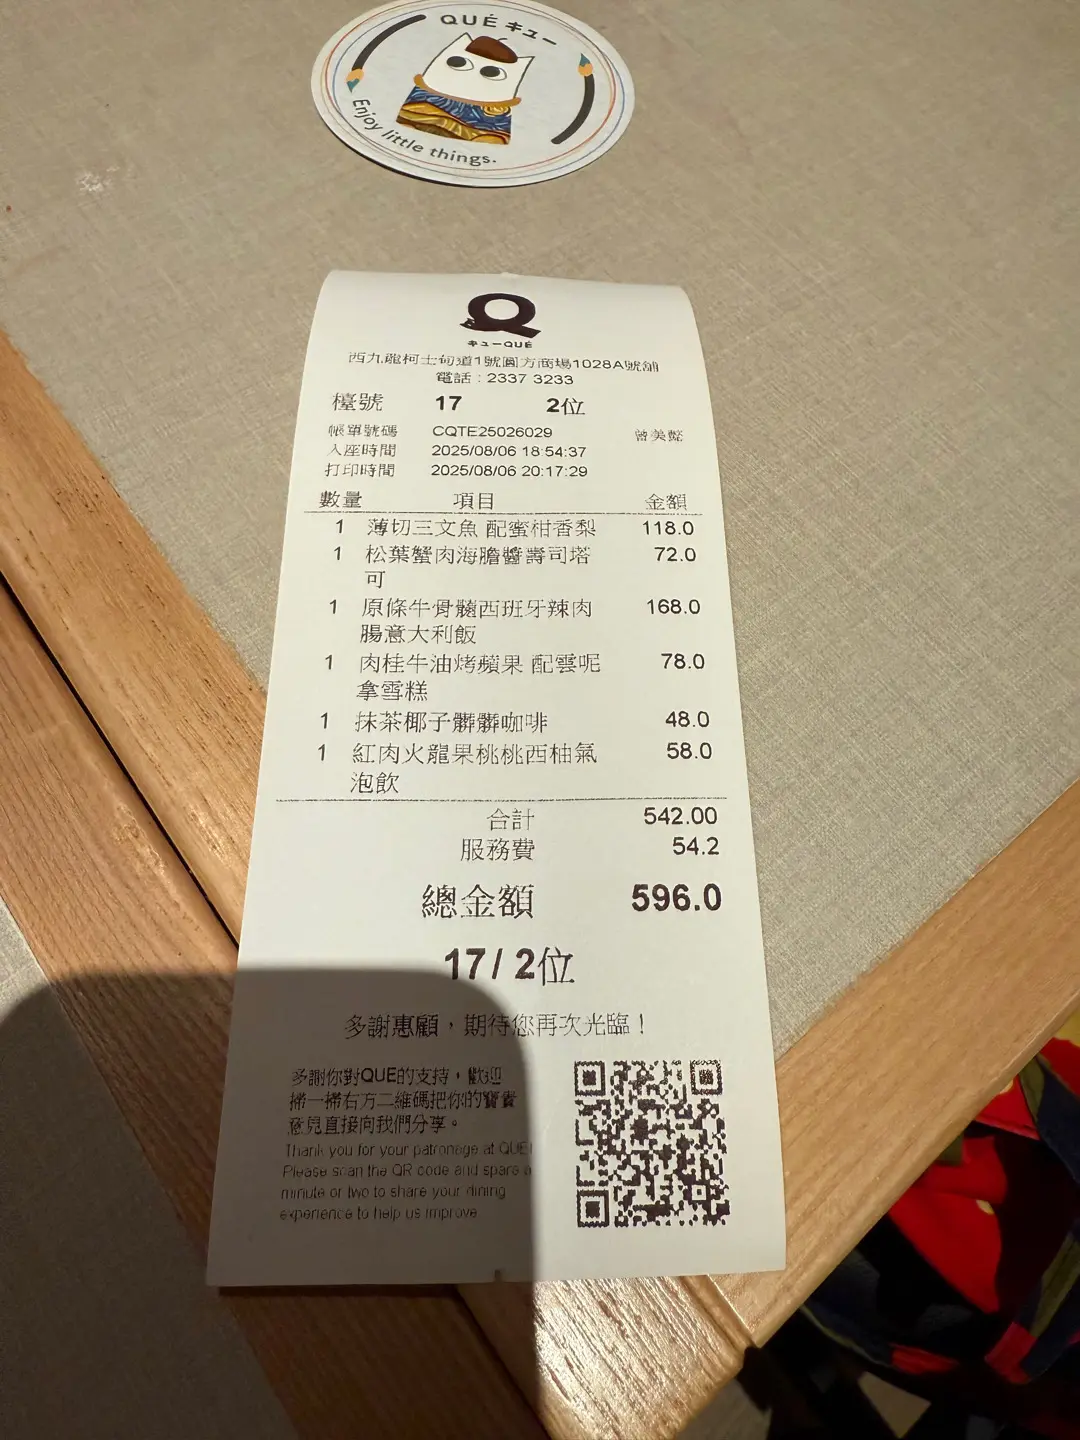 QUÉ キュー
Enjoy little things.
Q
キューQUÉ
西九龍柯士甸道1號圓方商場1028A號舖
電話：2337 3233
檯號 17 2位
帳單號碼 CQTE25026029 曾美懿
入座時間 2025/08/06 18:54:37
打印時間 2025/08/06 20:17:29
數量 項目 金額
1 薄切三文魚 配蜜柑香梨 118.0
1 松葉蟹肉海膽醬壽司塔 72.0
可
1 原條牛骨髓西班牙辣肉 168.0
腸意大利飯
1 肉桂牛油烤蘋果 配雲呢 78.0
拿雪糕
1 抹茶椰子髒髒咖啡 48.0
1 紅肉火龍果桃桃西柚氣 58.0
泡飲
合計 542.00
服務費 54.2
總金額 596.0
17/ 2位
多謝惠顧，期待您再次光臨！
多謝你對QUE的支持，歡迎
掃一掃右方二維碼把你的寶貴
意見直接向我們分享。
Thank you for your patronage at QUE!
Please scan the QR code and spare a
minute or two to share your dining
experience to help us improve